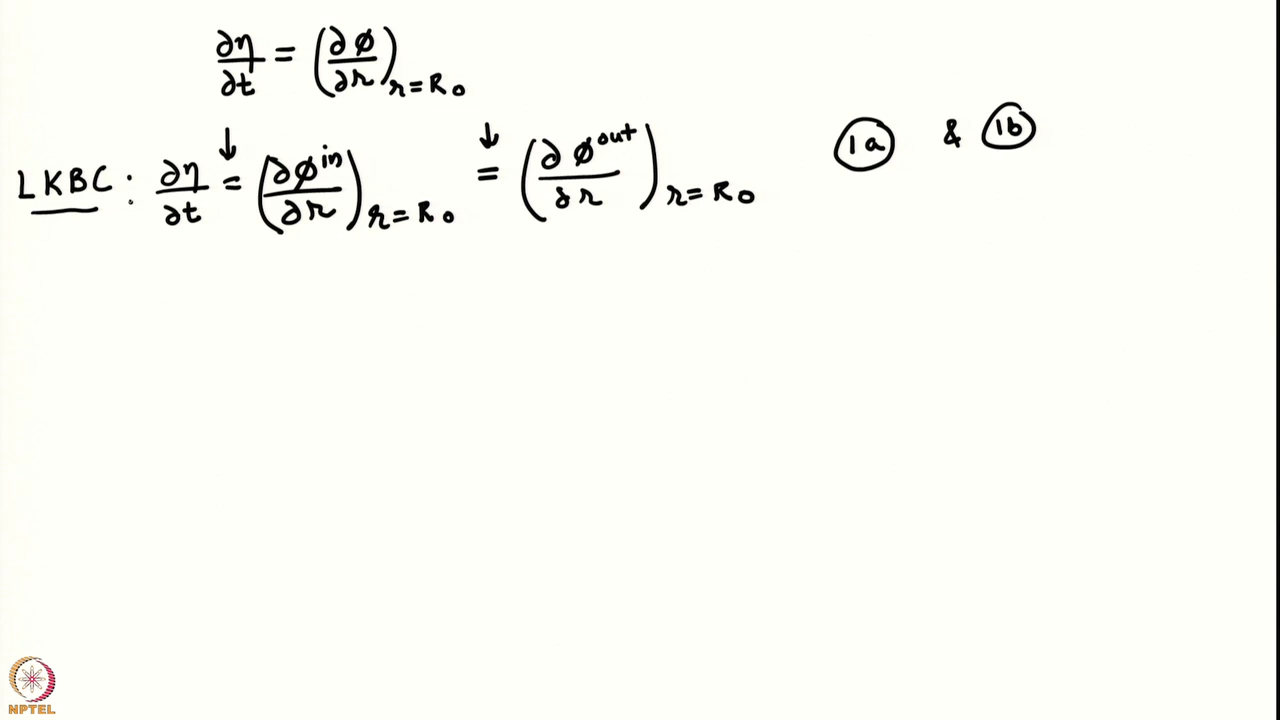 ∂η/∂t = (∂ϕ/∂r)_{r=R₀}
LKBC : ∂η/∂t = (∂ϕ^{in}/∂r)_{r=R₀} = (∂ϕ^{out}/∂r)_{r=R₀} (1a) & (1b)
↓ ↓
NPTEL